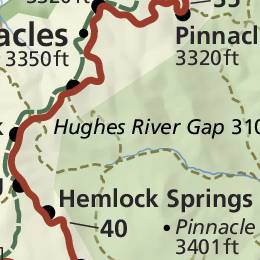 acles
3350ft
Pinnacl
3320ft
Hughes River Gap 310
Hemlock Springs
40
Pinnacle
3401ft